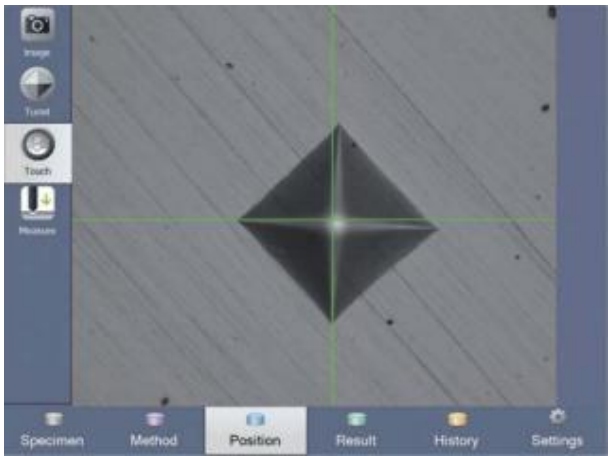 Image
Turret
Touch
Measure
Specimen Method Position Result History Settings